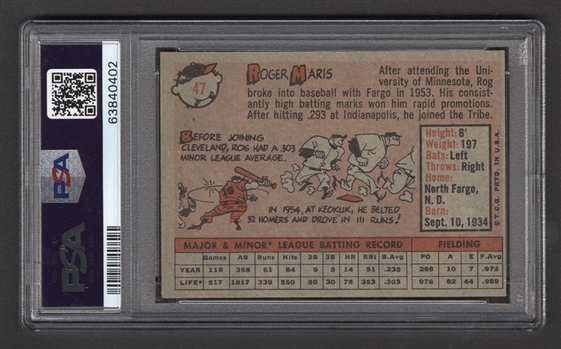 63840402
PSA
PSA
47
ROGER MARIS
After attending the Uni-
versity of Minnesota, Rog
broke into baseball with Fargo in 1953. His consist-
antly high batting marks won him rapid promotions.
After hitting .293 at Indianapolis, he joined the Tribe.
BEFORE JOINING
CLEVELAND, ROG HAD A .303
MINOR LEAGUE AVERAGE.
IN 1954, AT KEOKUK, HE BELTED
32 HOMERS AND DROVE IN 111 RUNS!
Height: 6'
Weight: 197
Bats: Left
Throws: Right
Home:
North Fargo,
N. D.
Born:
Sept. 10, 1934
© T.C.G. PRTD. IN U.S.A.
MAJOR & MINOR* LEAGUE BATTING RECORD FIELDING
Games AB Runs Hits 2B 3B HR RBI B.Avg PO A E F.Avg
YEAR 116 358 61 84 9 5 14 51 .235 266 10 7 .975
LIFE* 517 1817 339 550 80 30 78 303 976 62 44 .959